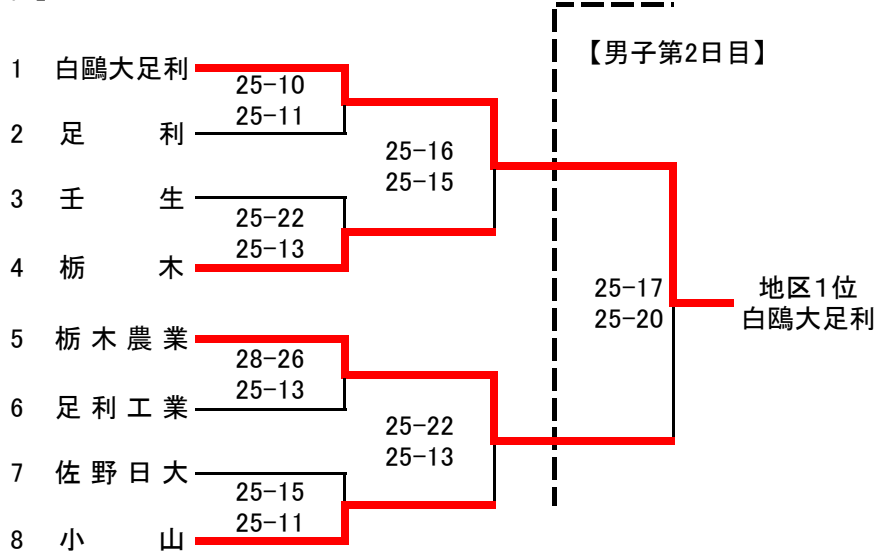 【男子第2日目】
1 白鷗大足利
25-10
25-11
2 足利
25-16
25-15
3 壬生
25-22
25-13
4 栃木
25-17
25-20
地区1位
白鴎大足利
5 栃木農業
28-26
25-13
6 足利工業
25-22
25-13
7 佐野日大
25-15
25-11
8 小山